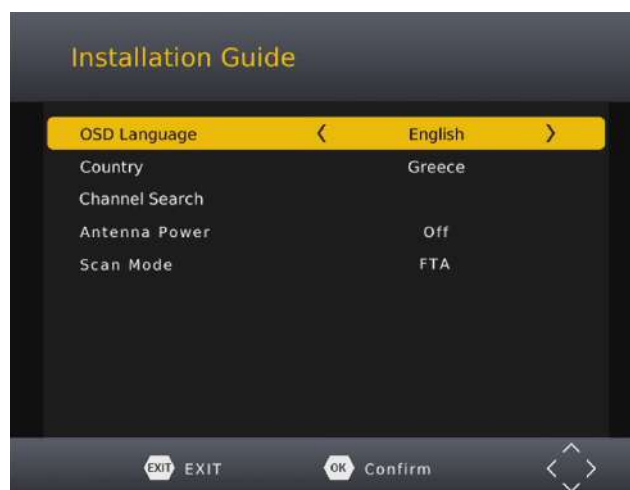 Installation Guide
OSD Language English
Country Greece
Channel Search
Antenna Power Off
Scan Mode FTA
EXIT EXIT OK Confirm